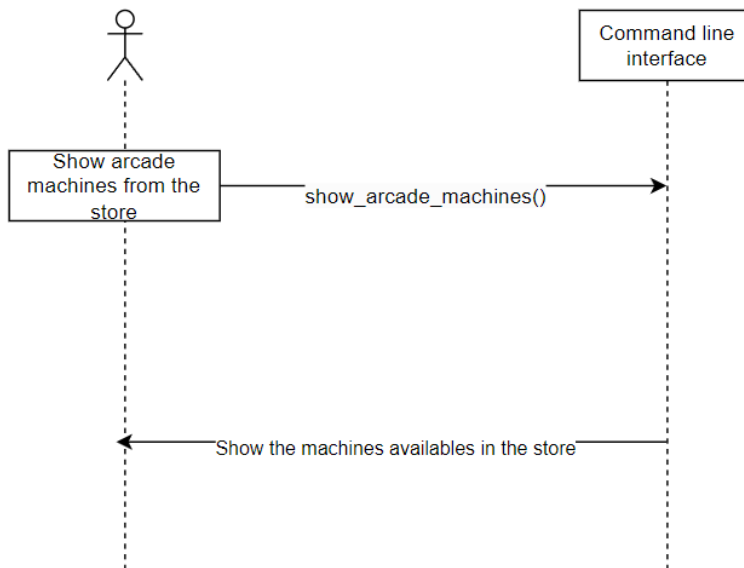 Command line
interface
Show arcade
machines from the
store
show_arcade_machines()
Show the machines availables in the store